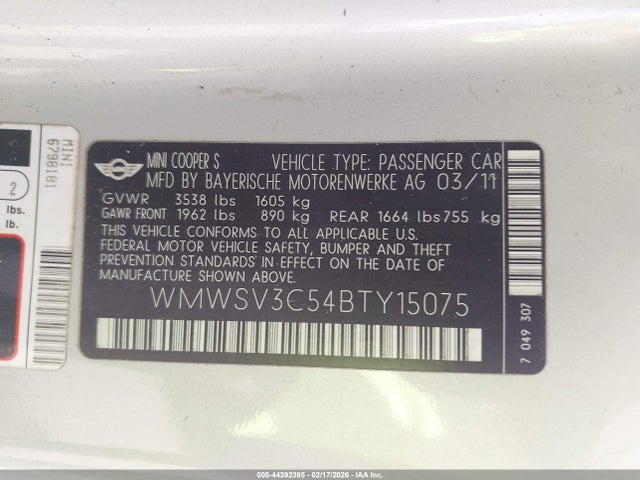 MINI
6798181
2
lbs.
lb.
MINI COOPER S VEHICLE TYPE: PASSENGER CAR
MFD BY BAYERISCHE MOTORENWERKE AG 03/11
GVWR 3538 lbs 1605 kg
GAWR FRONT 1962 lbs 890 kg REAR 1664 lbs 755 kg
THIS VEHICLE CONFORMS TO ALL APPLICABLE U.S.
FEDERAL MOTOR VEHICLE SAFETY, BUMPER AND THEFT
PREVENTION STANDARDS IN EFFECT ON THE DATE OF
MANUFACTURE SHOWN ABOVE.
WMWSV3C54BTY15075
7 049 307
000-44392365 - 02/17/2026 - Copyright IAA, Inc.